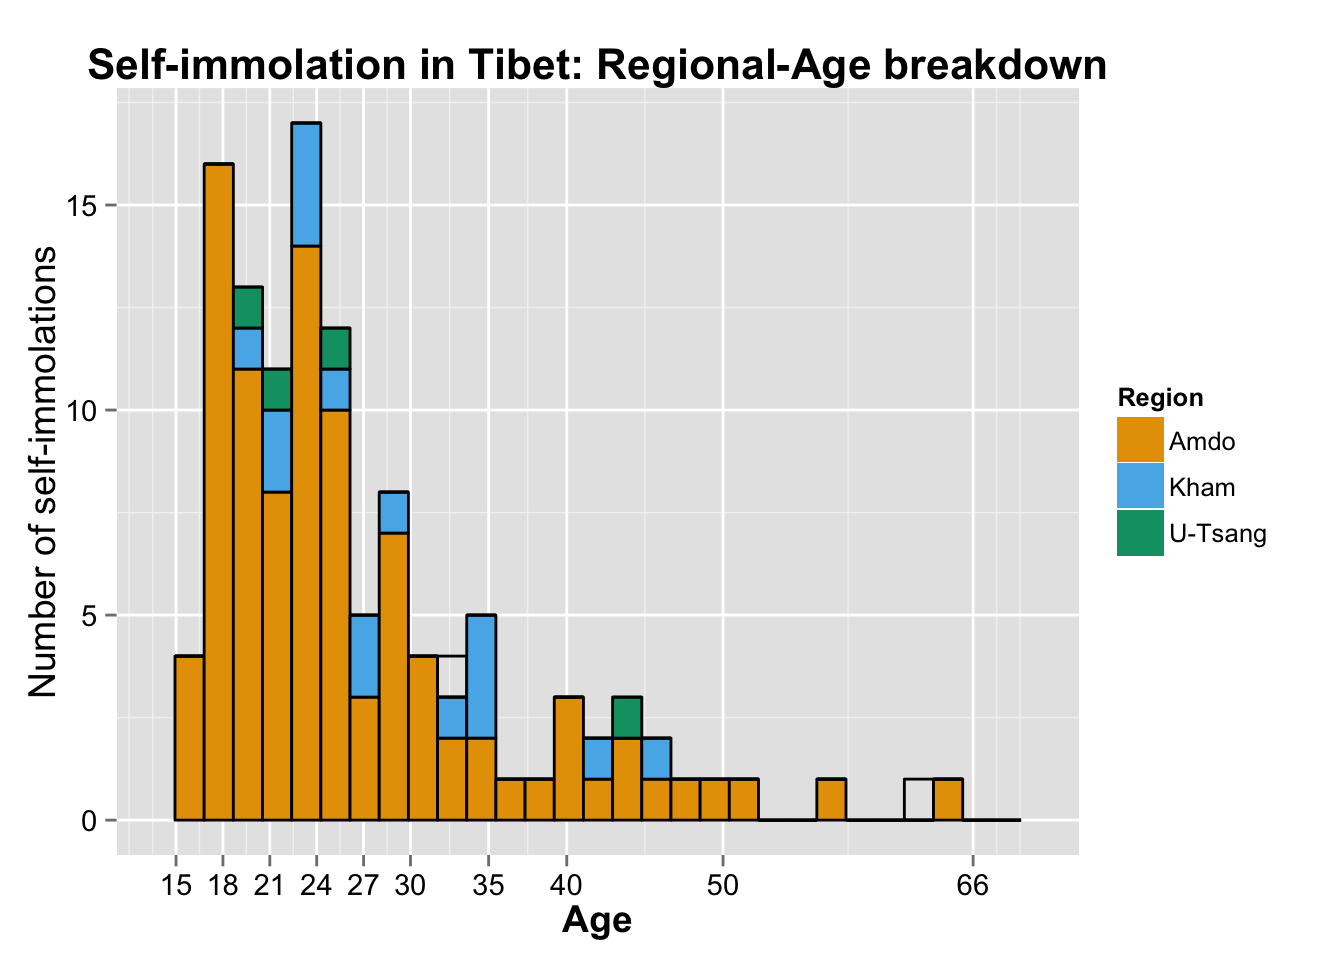 Self-immolation in Tibet: Regional-Age breakdown
Number of self-immolations
15
10
5
0
15 18 21 24 27 30 35 40 50 66
Age
Region
Amdo
Kham
U-Tsang